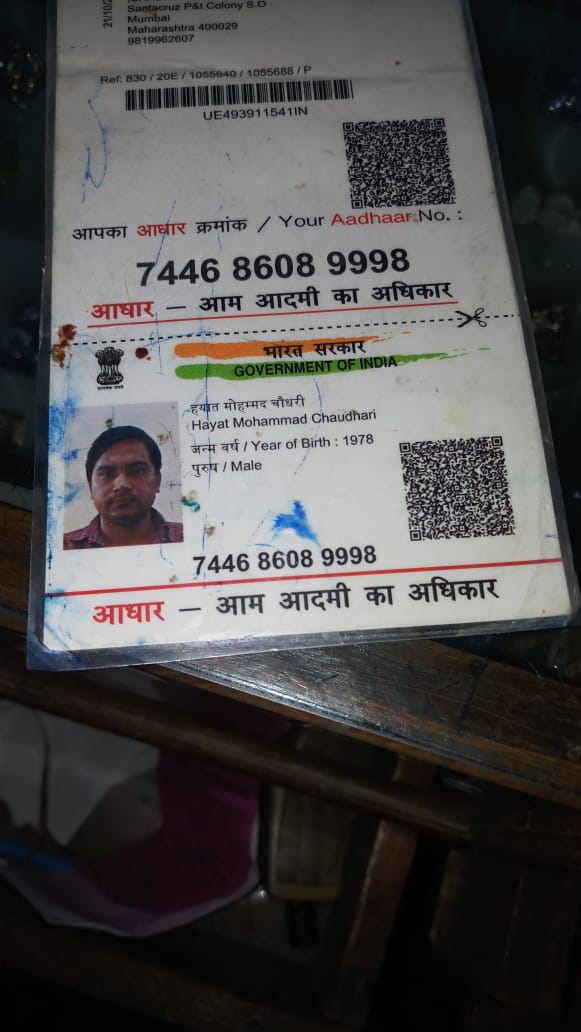 21/10/2
Santacruz P&t Colony S.O
Mumbai
Maharashtra 400029
9819962607
Ref: 830 / 20E / 1055640 / 1055688 / P
UE493911541IN
आपका आधार क्रमांक / Your Aadhaar No. :
7446 8608 9998
आधार – आम आदमी का अधिकार
भारत सरकार
GOVERNMENT OF INDIA
हयात मोहम्मद चौधरी
Hayat Mohammad Chaudhari
जन्म वर्ष / Year of Birth : 1978
पुरुष / Male
7446 8608 9998
आधार – आम आदमी का अधिकार